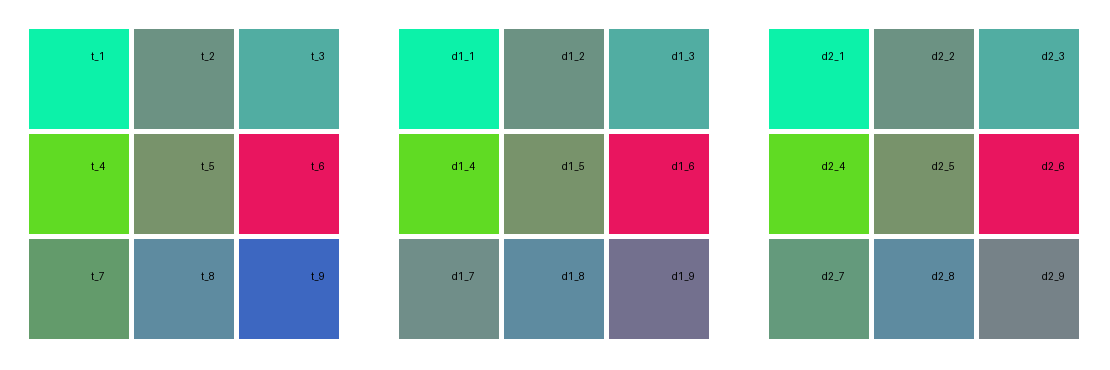 t_1 t_2 t_3 d1_1 d1_2 d1_3 d2_1 d2_2 d2_3
t_4 t_5 t_6 d1_4 d1_5 d1_6 d2_4 d2_5 d2_6
t_7 t_8 t_9 d1_7 d1_8 d1_9 d2_7 d2_8 d2_9